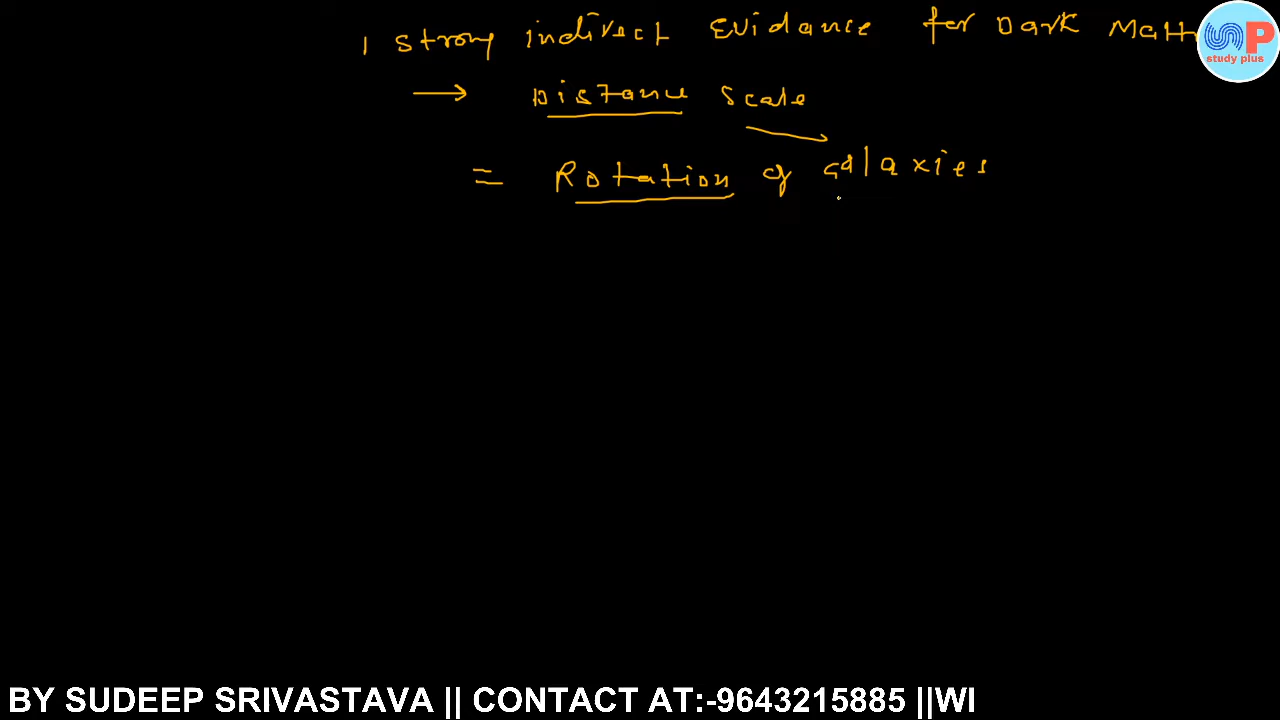 1 strong indirect Evidance for Dark Matt
→ Distance Scale
= Rotation of Galaxies
SP
study plus
BY SUDEEP SRIVASTAVA || CONTACT AT:-9643215885 ||WI